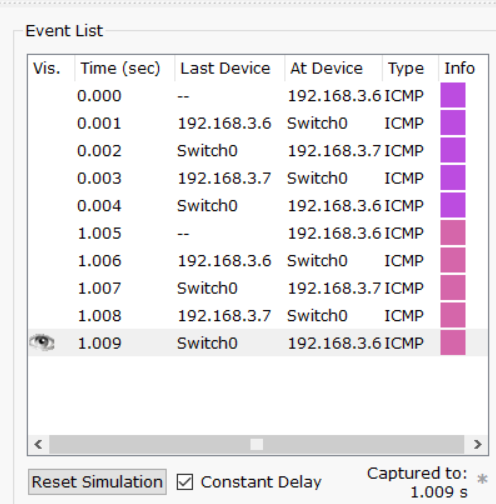 Event List
Vis. Time (sec) Last Device At Device Type Info
0.000 -- 192.168.3.6 ICMP
0.001 192.168.3.6 Switch0 ICMP
0.002 Switch0 192.168.3.7 ICMP
0.003 192.168.3.7 Switch0 ICMP
0.004 Switch0 192.168.3.6 ICMP
1.005 -- 192.168.3.6 ICMP
1.006 192.168.3.6 Switch0 ICMP
1.007 Switch0 192.168.3.7 ICMP
1.008 192.168.3.7 Switch0 ICMP
1.009 Switch0 192.168.3.6 ICMP
Reset Simulation Constant Delay Captured to: *
1.009 s